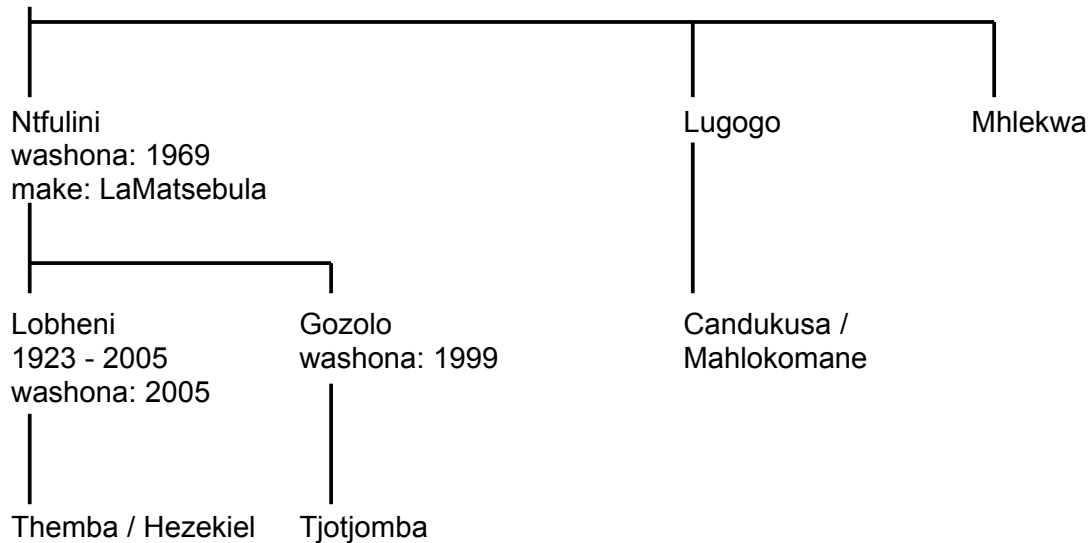 Ntfulini
washona: 1969
make: LaMatsebula
Lugogo
Mhlekwa
Lobheni
1923 - 2005
washona: 2005
Gozolo
washona: 1999
Candukusa /
Mahlokomane
Themba / Hezekiel
Tjotjomba